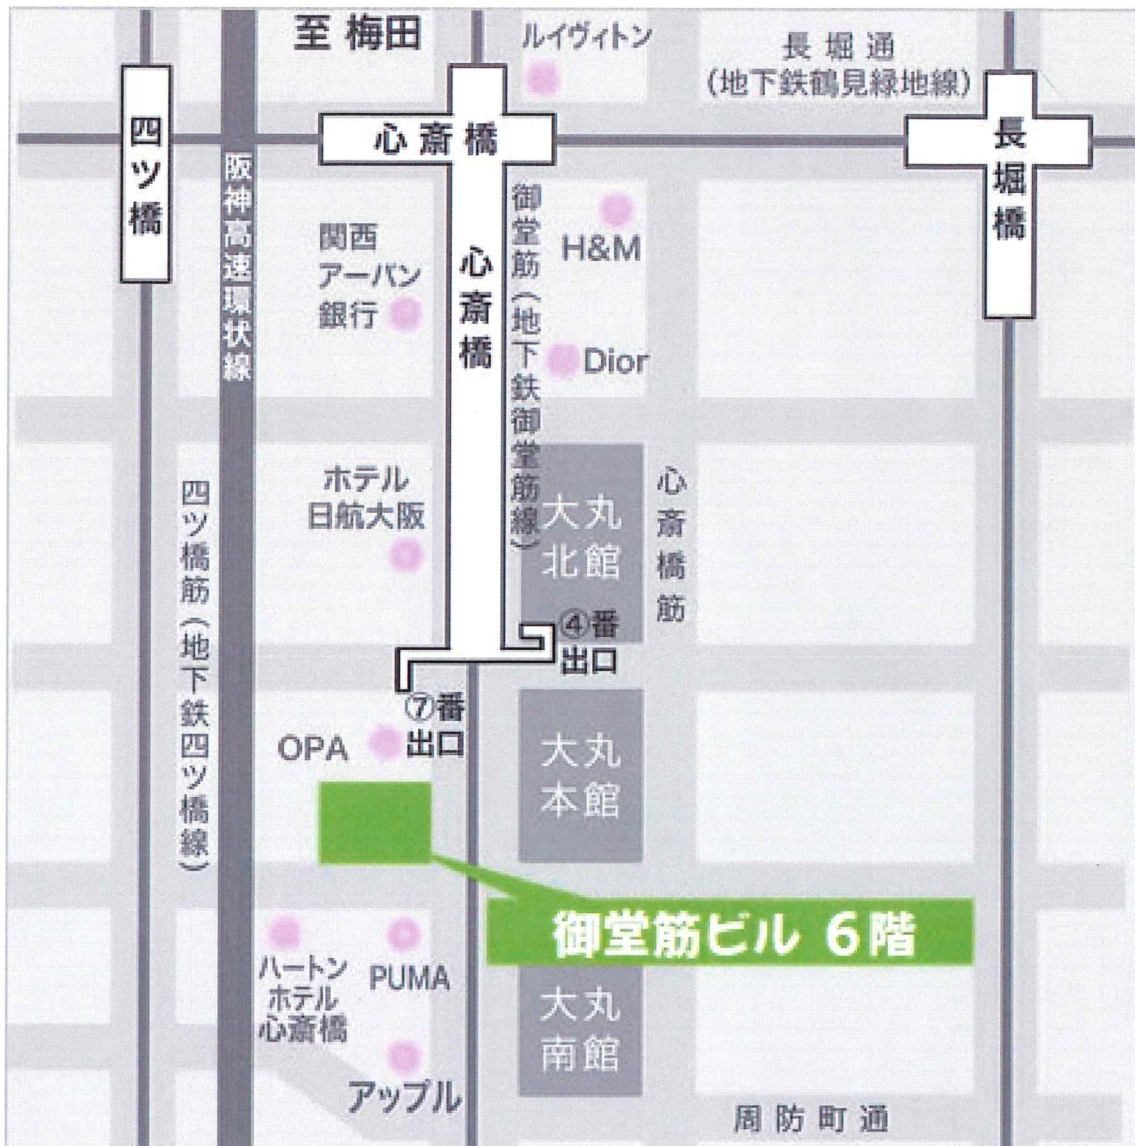 至 梅田
ルイヴィトン
長堀通
(地下鉄鶴見緑地線)
四ツ橋
阪神高速環状線
心斎橋
長堀橋
関西
アーバン
銀行
心斎橋
御堂筋(地下鉄御堂筋線)
H&M
Dior
ホテル
日航大阪
大丸
北館
心斎橋筋
四ツ橋筋(地下鉄四ツ橋線)
④番
出口
⑦番
出口
OPA
大丸
本館
御堂筋ビル 6階
ハートン
ホテル
心斎橋
PUMA
大丸
南館
アップル
周防町通